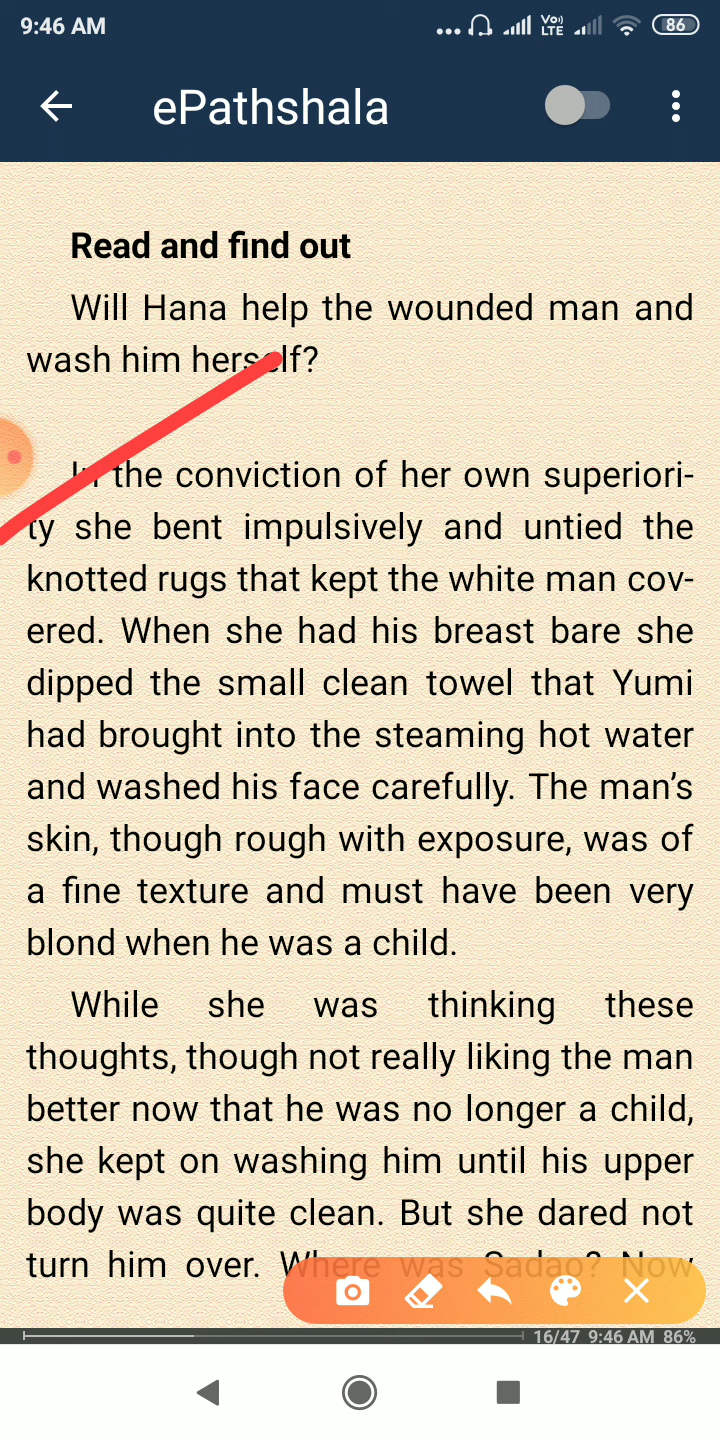 9:46 AM
Vo)) LTE
86
ePathshala
Read and find out
Will Hana help the wounded man and
wash him herself?
In the conviction of her own superiori-
ty she bent impulsively and untied the
knotted rugs that kept the white man cov-
ered. When she had his breast bare she
dipped the small clean towel that Yumi
had brought into the steaming hot water
and washed his face carefully. The man's
skin, though rough with exposure, was of
a fine texture and must have been very
blond when he was a child.
While she was thinking these
thoughts, though not really liking the man
better now that he was no longer a child,
she kept on washing him until his upper
body was quite clean. But she dared not
turn him over. Where was Sadao? Now
16/47 9:46 AM 86%